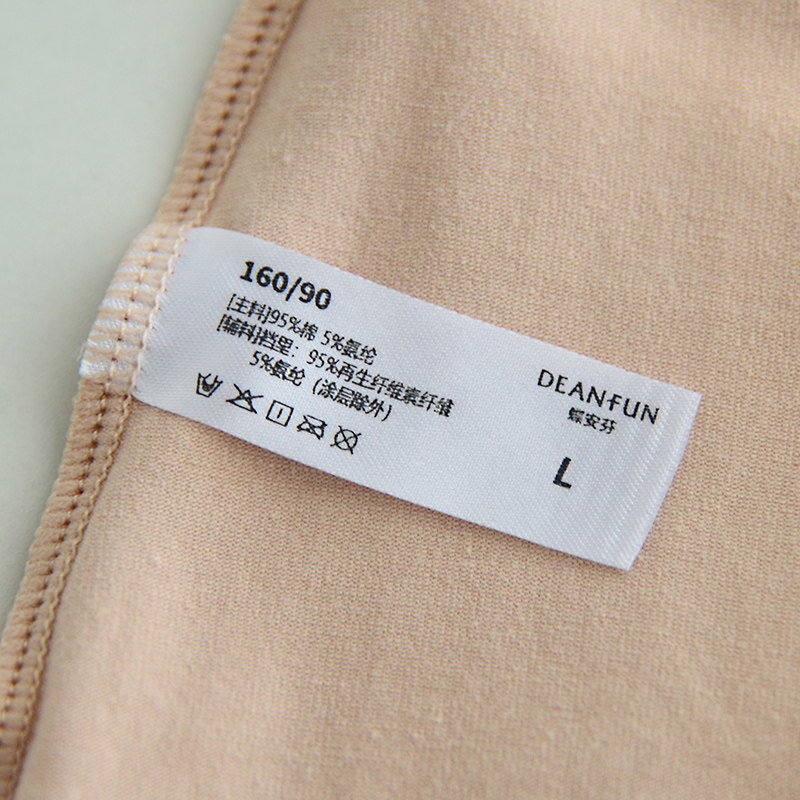 160/90
[主料]95%棉 5%氨纶
[辅料]裆里：95%再生纤维素纤维
5%氨纶（涂层除外）
DEANFUN
蝶安芬
L